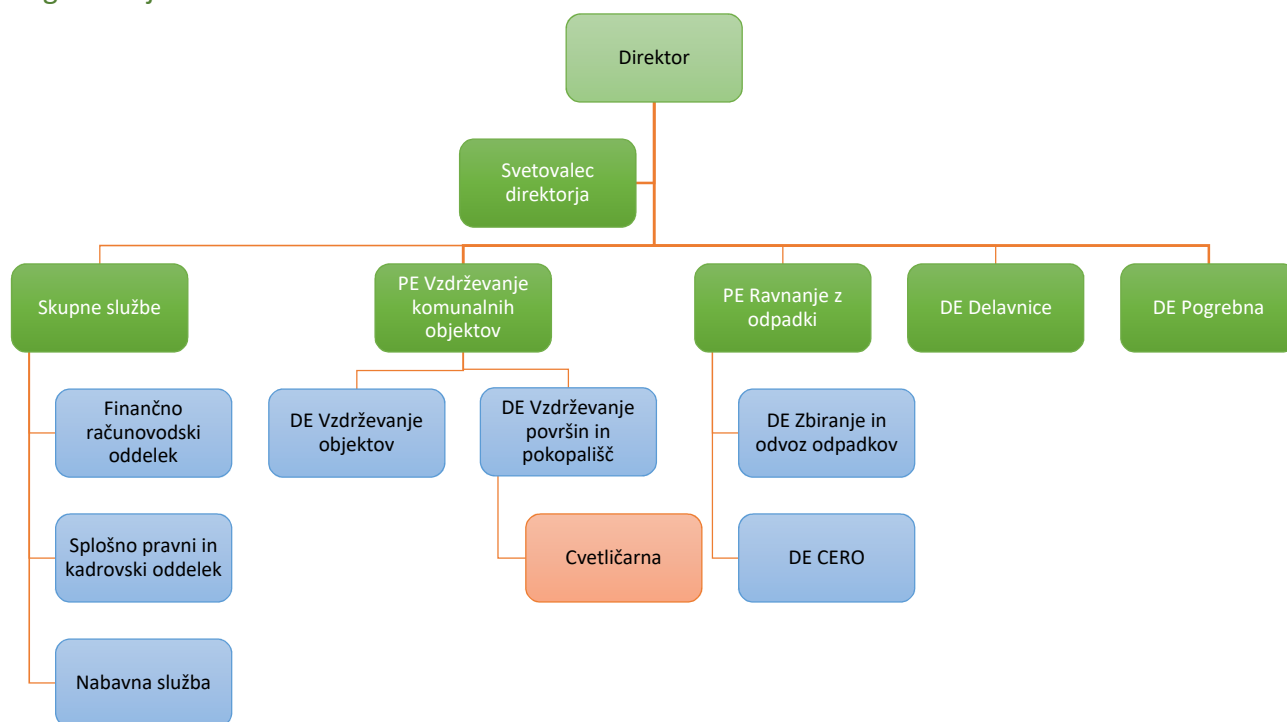 Direktor
Svetovalec
direktorja
Skupne službe
PE Vzdrževanje
komunalnih
objektov
PE Ravnanje z
odpadki
DE Delavnice
DE Pogrebna
Finančno
računovodski
oddelek
DE Vzdrževanje
objektov
DE Vzdrževanje
površin in
pokopališč
DE Zbiranje in
odvoz odpadkov
Splošno pravni in
kadrovski oddelek
Cvetličarna
DE CERO
Nabavna služba